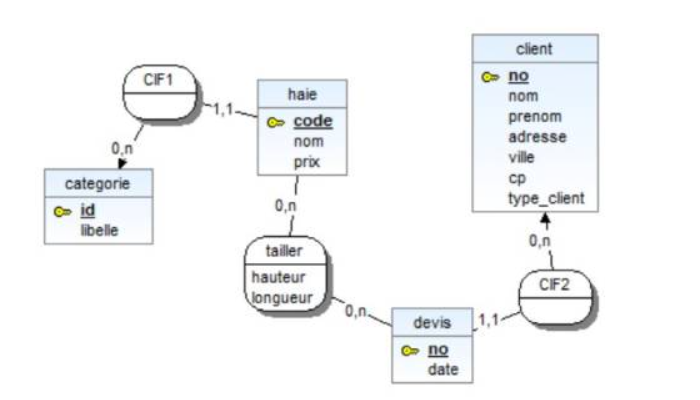 client
no
nom
prenom
adresse
ville
cp
type_client
CIF1
1,1
haie
code
nom
prix
0,n
categorie
id
libelle
0,n
tailler
hauteur
longueur
0,n
CIF2
0,n
devis
no
date
1,1